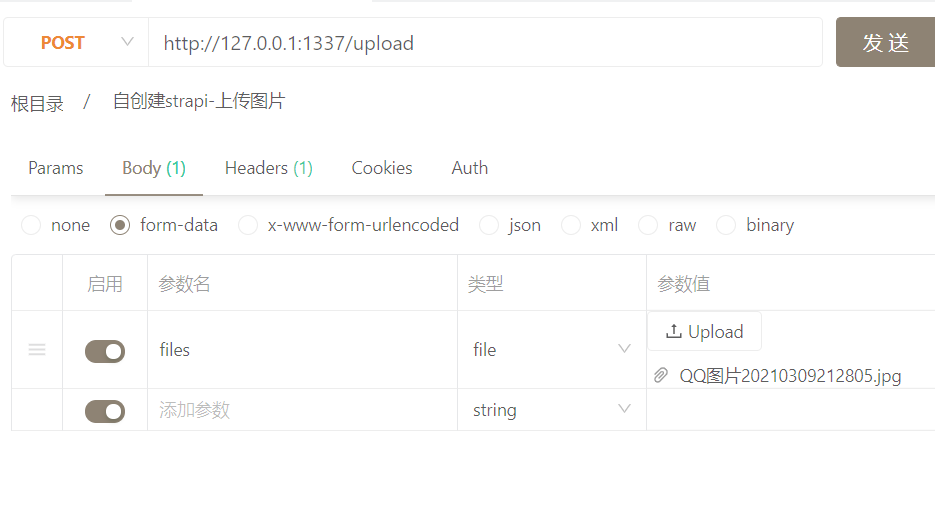 POST http://127.0.0.1:1337/upload 发 送
根目录 / 自创建strapi-上传图片
Params Body (1) Headers (1) Cookies Auth
none form-data x-www-form-urlencoded json xml raw binary
启用 参数名 类型 参数值
files file Upload
QQ图片20210309212805.jpg
添加参数 string